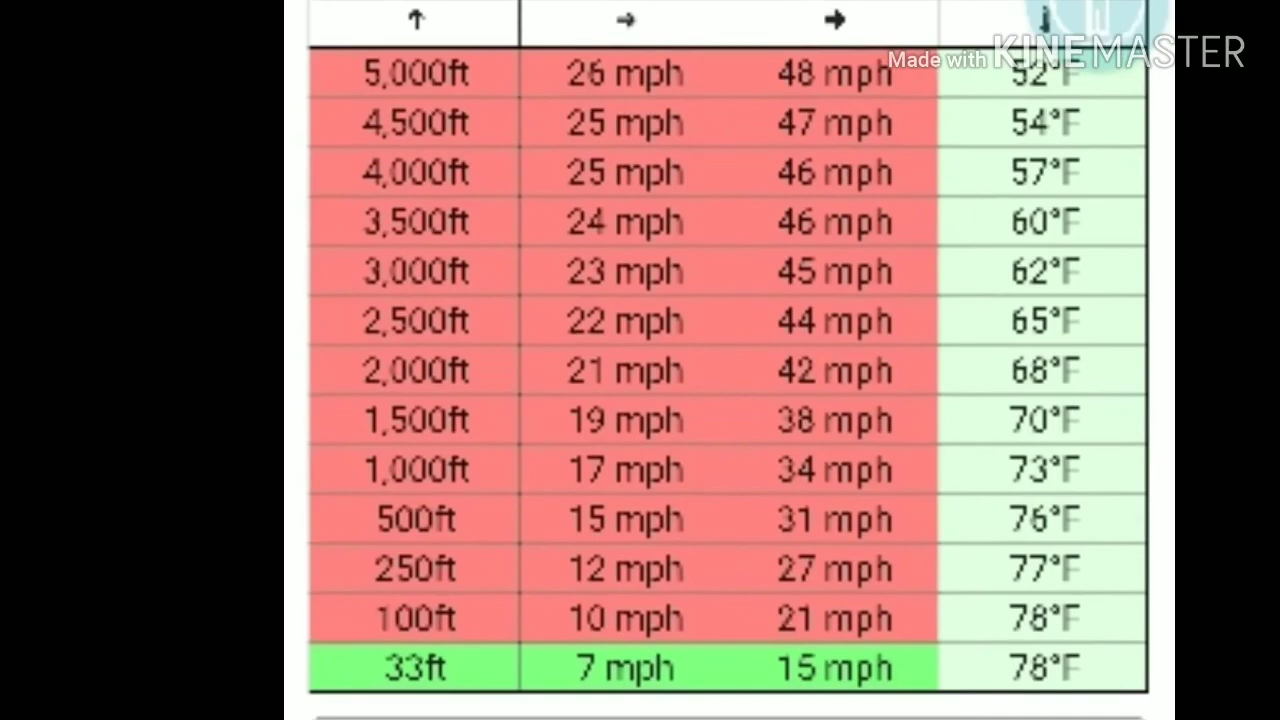 ↑ → → 🌡
Made with KINEMASTER
5,000ft 26 mph 48 mph 52°F
4,500ft 25 mph 47 mph 54°F
4,000ft 25 mph 46 mph 57°F
3,500ft 24 mph 46 mph 60°F
3,000ft 23 mph 45 mph 62°F
2,500ft 22 mph 44 mph 65°F
2,000ft 21 mph 42 mph 68°F
1,500ft 19 mph 38 mph 70°F
1,000ft 17 mph 34 mph 73°F
500ft 15 mph 31 mph 76°F
250ft 12 mph 27 mph 77°F
100ft 10 mph 21 mph 78°F
33ft 7 mph 15 mph 78°F